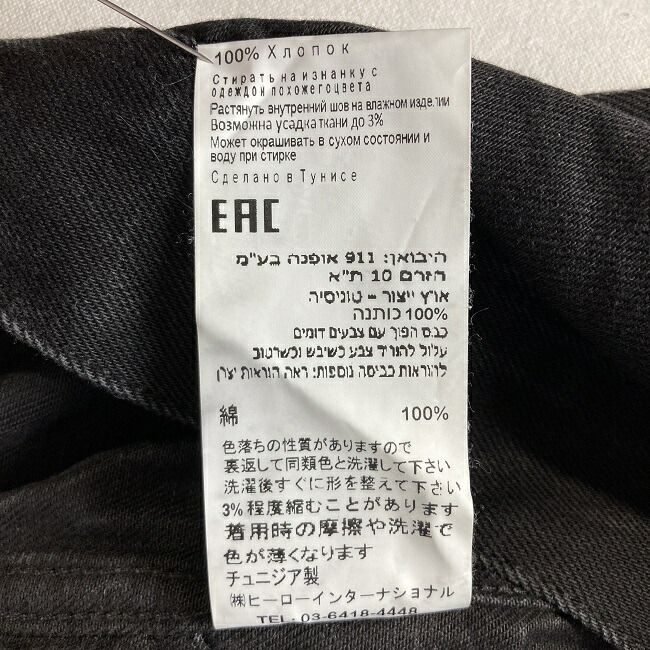 100% Хлопок
Стирать на изнанку с
одеждой похожегоцвета
Растянуть внутренний шов на влажном изделии
Возможна усадка ткани до 3%
Может окрашивать в сухом состоянии и
воду при стирке
Сделано в Тунисе
EAC
היבואן: 911 אופנה בע"מ
הזרם 10 ת"א
ארץ ייצור - טוניסיה
100% כותנה
כבס הפוך עם צבעים דומים
עלול להוריד צבע כשיבש וכשרטוב
להוראות כביסה נוספות: ראה הוראות יצרן
綿 100%
色落ちの性質がありますので
裏返して同類色と洗濯して下さい
洗濯後すぐに形を整えて下さい
3%程度縮むことがあります
着用時の摩擦や洗濯で
色が薄くなります
チュニジア製
㈱ヒーローインターナショナル
TEL: 03-6418-4448